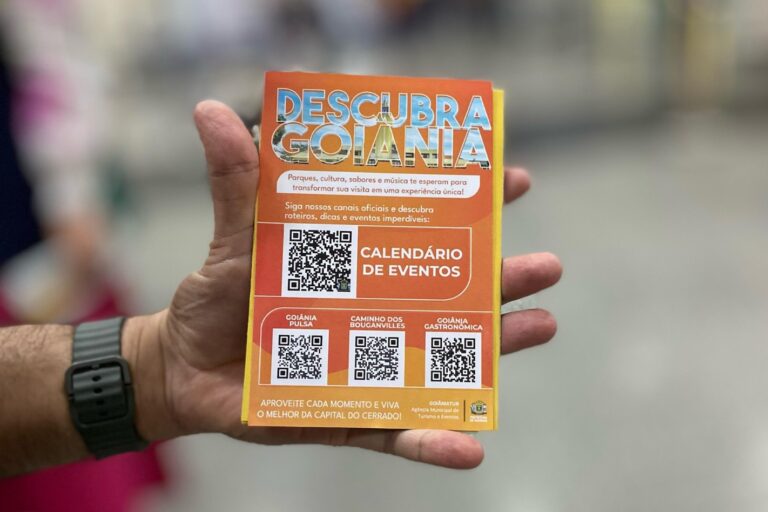 DESCUBRA
GOIÂNIA
Parques, cultura, sabores e música te esperam para
transformar sua visita em uma experiência única!
Siga nossos canais oficiais e descubra
roteiros, dicas e eventos imperdíveis:
CALENDÁRIO
DE EVENTOS
GOIÂNIA
PULSA
CAMINHO DOS
BOUGANVILLES
GOIÂNIA
GASTRONÔMICA
APROVEITE CADA MOMENTO E VIVA
O MELHOR DA CAPITAL DO CERRADO!
GOIÂNIATUR
Agência Municipal de
Turismo e Eventos